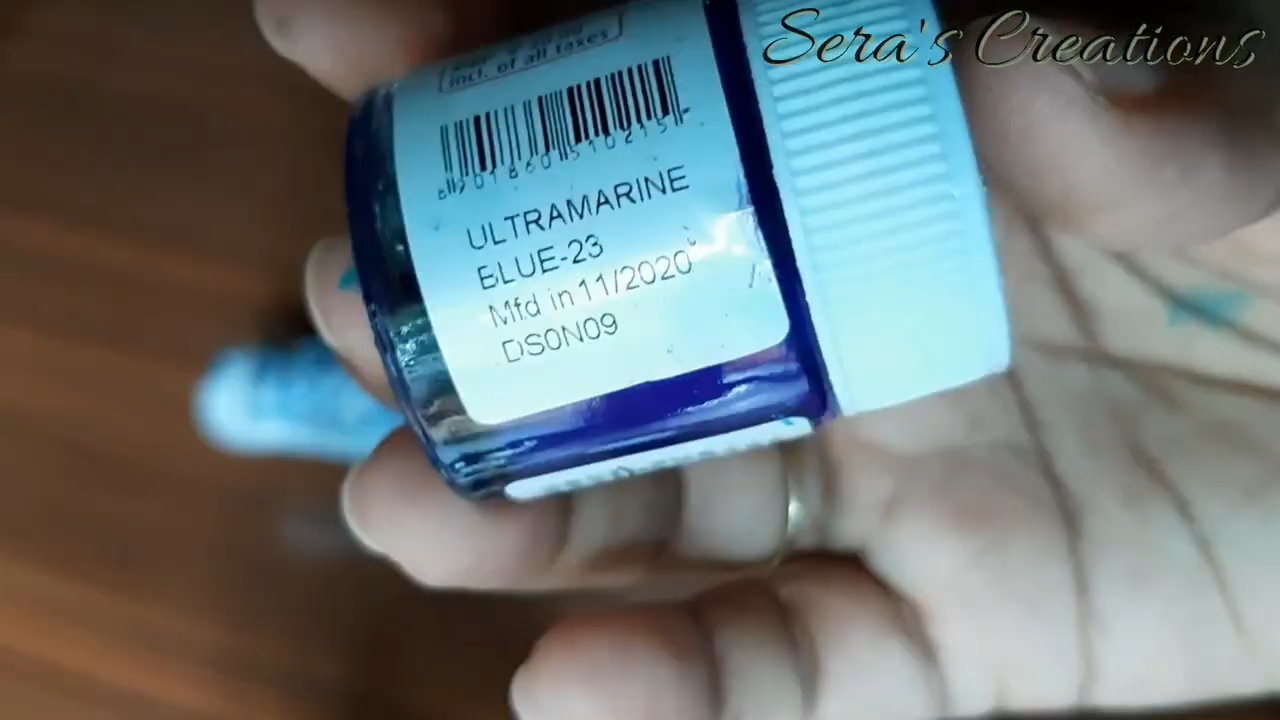 Sera's Creations
incl. of all taxes
ULTRAMARINE
BLUE-23
Mfd in 11/2020
DS0N09